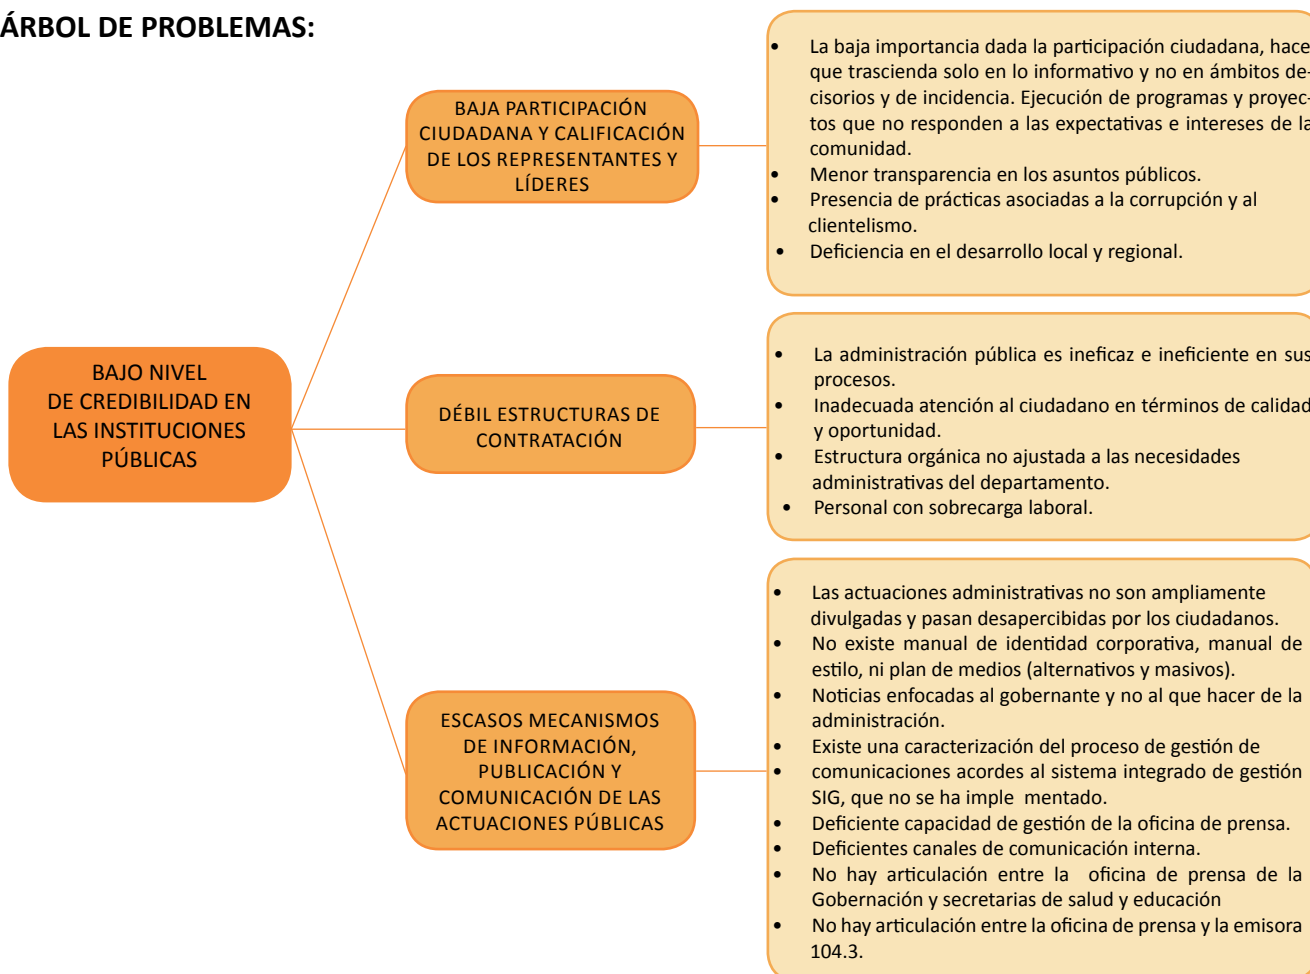 ÁRBOL DE PROBLEMAS:
BAJO NIVEL
DE CREDIBILIDAD EN
LAS INSTITUCIONES
PÚBLICAS
BAJA PARTICIPACIÓN
CIUDADANA Y CALIFICACIÓN
DE LOS REPRESENTANTES Y
LÍDERES
• La baja importancia dada la participación ciudadana, hace
que trascienda solo en lo informativo y no en ámbitos de-
cisorios y de incidencia. Ejecución de programas y proyec-
tos que no responden a las expectativas e intereses de la
comunidad.
• Menor transparencia en los asuntos públicos.
• Presencia de prácticas asociadas a la corrupción y al
clientelismo.
• Deficiencia en el desarrollo local y regional.
DÉBIL ESTRUCTURAS DE
CONTRATACIÓN
• La administración pública es ineficaz e ineficiente en sus
procesos.
• Inadecuada atención al ciudadano en términos de calidad
y oportunidad.
• Estructura orgánica no ajustada a las necesidades
administrativas del departamento.
• Personal con sobrecarga laboral.
ESCASOS MECANISMOS
DE INFORMACIÓN,
PUBLICACIÓN Y
COMUNICACIÓN DE LAS
ACTUACIONES PÚBLICAS
• Las actuaciones administrativas no son ampliamente
divulgadas y pasan desapercibidas por los ciudadanos.
• No existe manual de identidad corporativa, manual de
estilo, ni plan de medios (alternativos y masivos).
• Noticias enfocadas al gobernante y no al que hacer de la
administración.
• Existe una caracterización del proceso de gestión de
• comunicaciones acordes al sistema integrado de gestión
SIG, que no se ha imple mentado.
• Deficiente capacidad de gestión de la oficina de prensa.
• Deficientes canales de comunicación interna.
• No hay articulación entre la oficina de prensa de la
Gobernación y secretarias de salud y educación
• No hay articulación entre la oficina de prensa y la emisora
104.3.